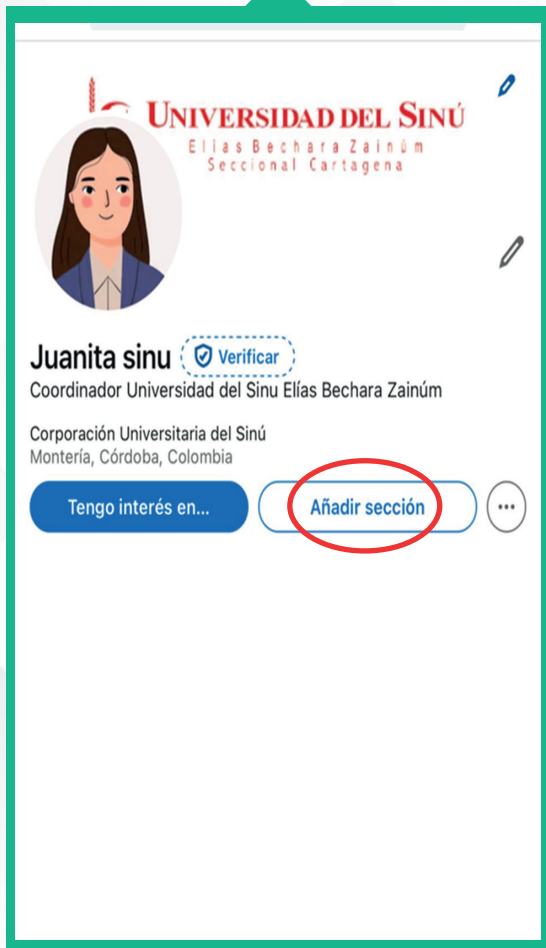 UNIVERSIDAD DEL SINÚ
Elías Bechara Zainúm
Seccional Cartagena
Juanita sinu Verificar
Coordinador Universidad del Sinu Elías Bechara Zainúm
Corporación Universitaria del Sinú
Montería, Córdoba, Colombia
Tengo interés en... Añadir sección ...